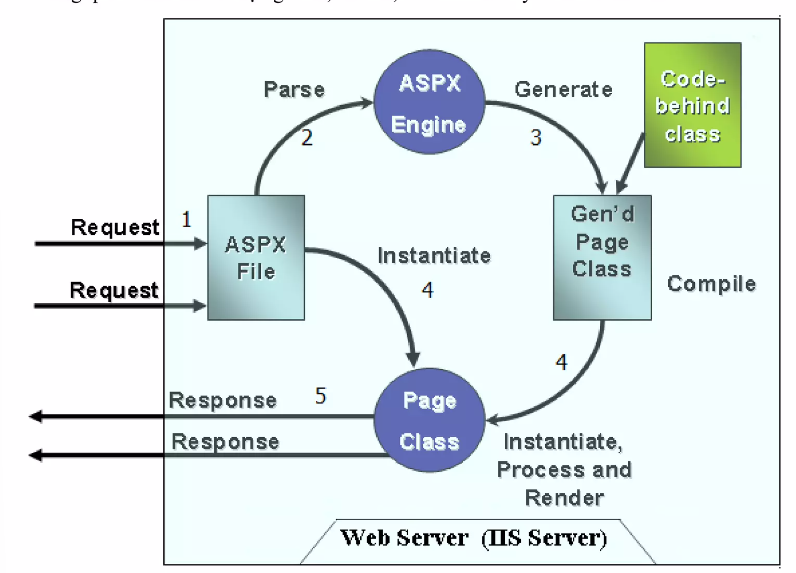 Parse
ASPX
Engine
Generate
Code-
behind
class
2
3
Request
1
ASPX
File
Instantiate
4
Gen'd
Page
Class
Compile
Request
4
Response
5
Page
Class
Response
Instantiate,
Process and
Render
Web Server (IIS Server)